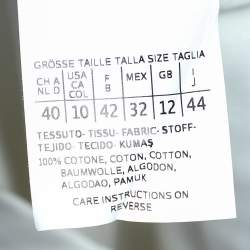 GRÖSSE TAILLE TALLA SIZE TAGLIA
CH A NL D USA CA COL F B MEX GB I J
40 10 42 32 12 44
TESSUTO-TISSU-FABRIC-STOFF-
TEJIDO-TECIDO-KUMAŞ
100% COTONE, COTON, COTTON,
BAUMWOLLE, ALGODON,
ALGODAO, PAMUK
CARE INSTRUCTIONS ON
REVERSE